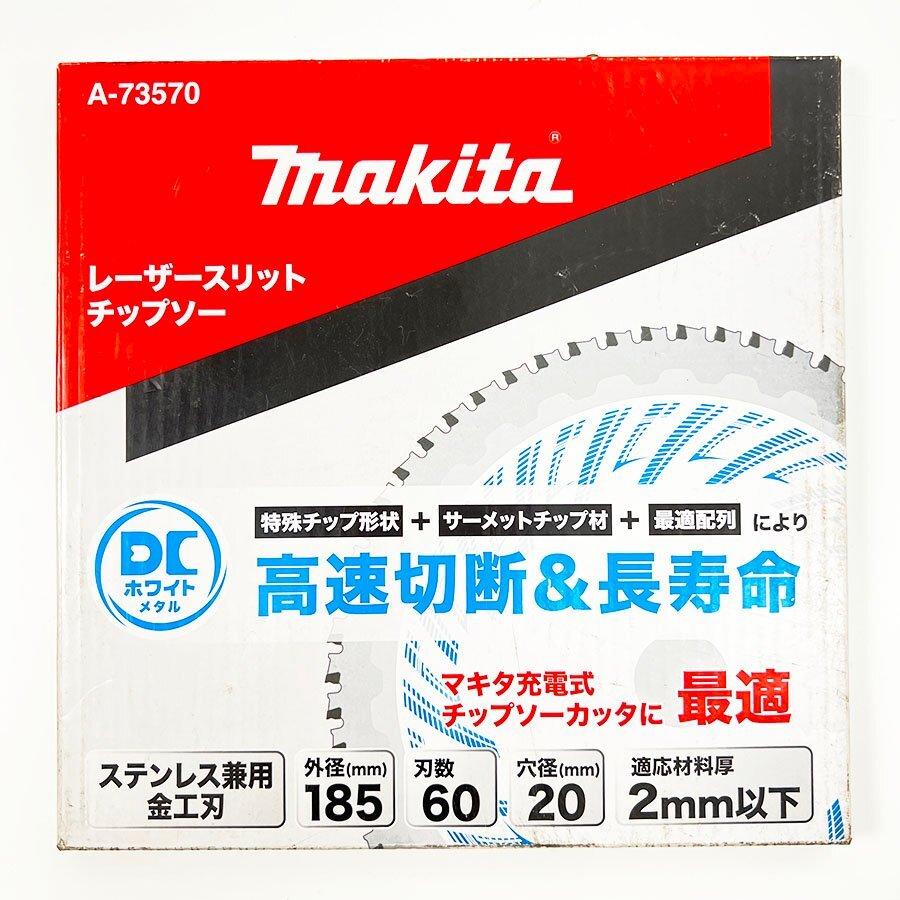 A-73570
makita®
レーザースリット
チップソー
特殊チップ形状 + サーメットチップ材 + 最適配列 により
高速切断&長寿命
DC
ホワイト
メタル
マキタ充電式
チップソーカッタに 最適
ステンレス兼用
金工刃
外径(mm)
185
刃数
60
穴径(mm)
20
適応材料厚
2mm以下